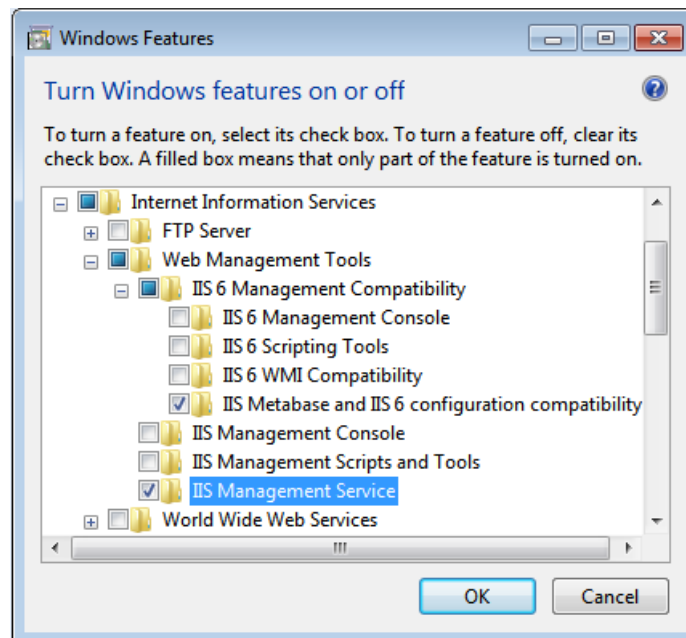 Windows Features
Turn Windows features on or off
To turn a feature on, select its check box. To turn a feature off, clear its
check box. A filled box means that only part of the feature is turned on.
Internet Information Services
FTP Server
Web Management Tools
IIS 6 Management Compatibility
IIS 6 Management Console
IIS 6 Scripting Tools
IIS 6 WMI Compatibility
IIS Metabase and IIS 6 configuration compatibility
IIS Management Console
IIS Management Scripts and Tools
IIS Management Service
World Wide Web Services
OK Cancel